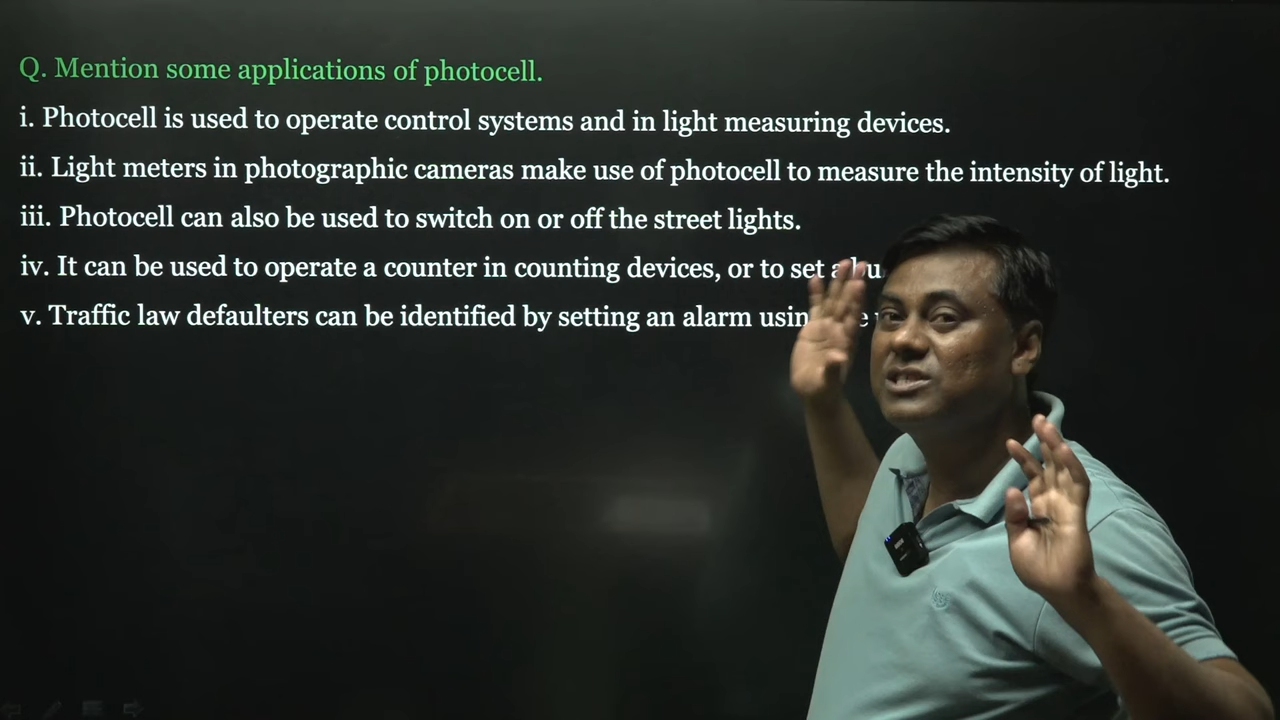 Q. Mention some applications of photocell.
i. Photocell is used to operate control systems and in light measuring devices.
ii. Light meters in photographic cameras make use of photocell to measure the intensity of light.
iii. Photocell can also be used to switch on or off the street lights.
iv. It can be used to operate a counter in counting devices, or to set a
v. Traffic law defaulters can be identified by setting an alarm